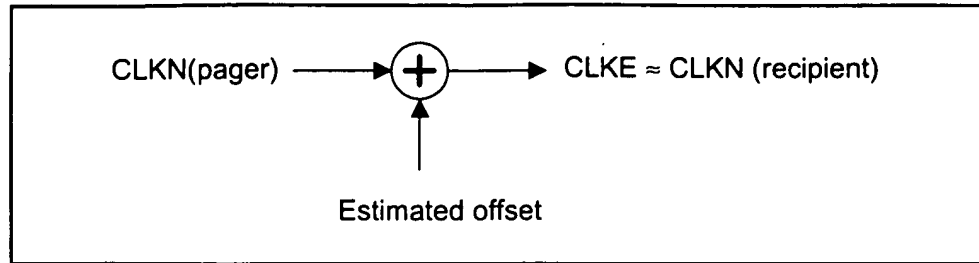 CLKN(pager) + CLKE ≈ CLKN (recipient)
Estimated offset